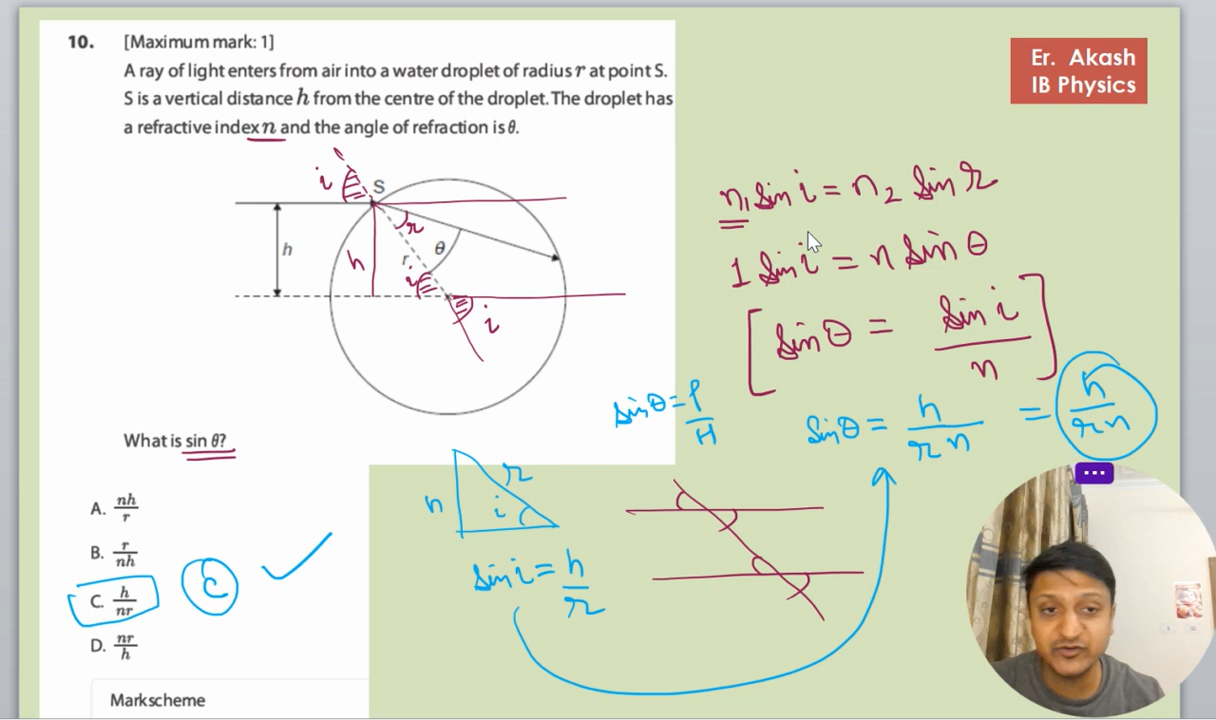 10. [Maximum mark: 1]
A ray of light enters from air into a water droplet of radius r at point S.
S is a vertical distance h from the centre of the droplet. The droplet has
a refractive index n and the angle of refraction is θ.
Er. Akash
IB Physics
i
S
r
θ
h
h
r
i
i
What is sin θ?
A. nh/r
B. r/nh
C. h/nr
D. nr/h
C
Markscheme
n₁ sin i = n₂ sin r
1 sin i = n sin θ
[sin θ = sin i/n]
sin θ = P/H
sin θ = h/rn = h/rn
h
r
i
sin i = h/r